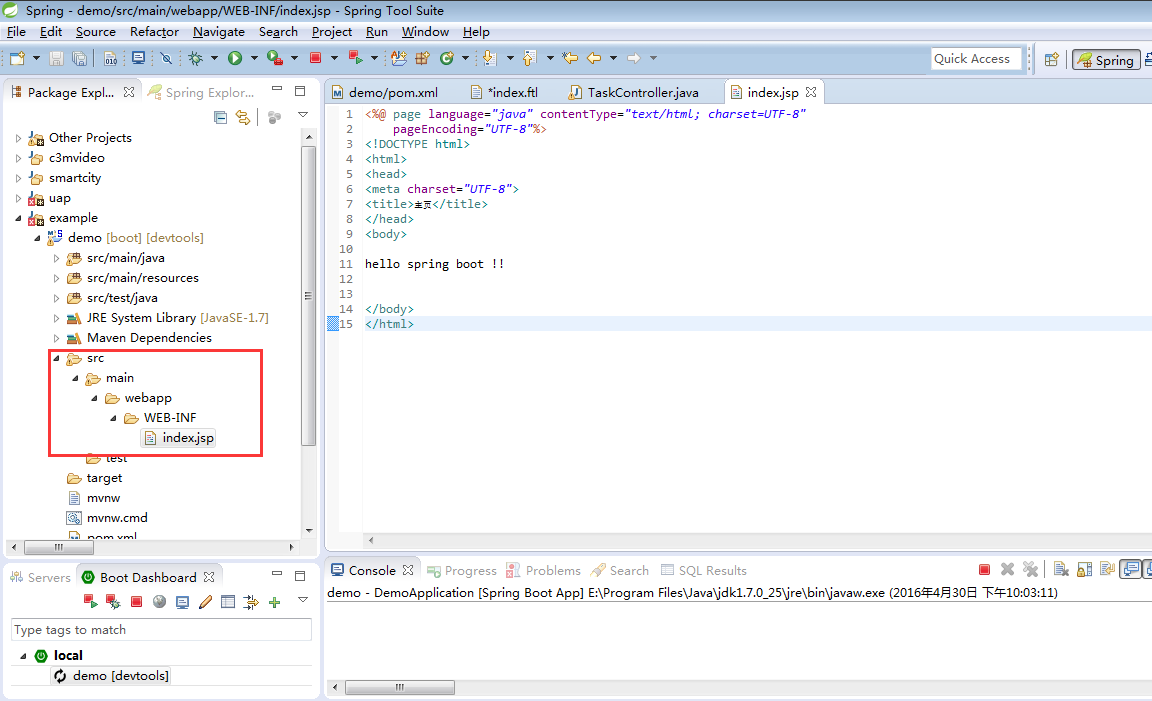 Spring - demo/src/main/webapp/WEB-INF/index.jsp - Spring Tool Suite
File Edit Source Refactor Navigate Search Project Run Window Help
Quick Access
Spring
Package Expl...
Spring Explor...
Other Projects
c3mvideo
smartcity
uap
example
demo [boot] [devtools]
src/main/java
src/main/resources
src/test/java
JRE System Library [JavaSE-1.7]
Maven Dependencies
src
main
webapp
WEB-INF
index.jsp
test
target
mvnw
mvnw.cmd
pom.xml
demo/pom.xml
*index.ftl
TaskController.java
index.jsp
1 <%@ page language="java" contentType="text/html; charset=UTF-8"
2 pageEncoding="UTF-8"%>
3 <!DOCTYPE html>
4 <html>
5 <head>
6 <meta charset="UTF-8">
7 <title>主页</title>
8 </head>
9 <body>
10
11 hello spring boot !!
12
13
14 </body>
15 </html>
Servers
Boot Dashboard
Type tags to match
local
demo [devtools]
Console
Progress
Problems
Search
SQL Results
demo - DemoApplication [Spring Boot App] E:\Program Files\Java\jdk1.7.0_25\jre\bin\javaw.exe (2016年4月30日 下午10:03:11)